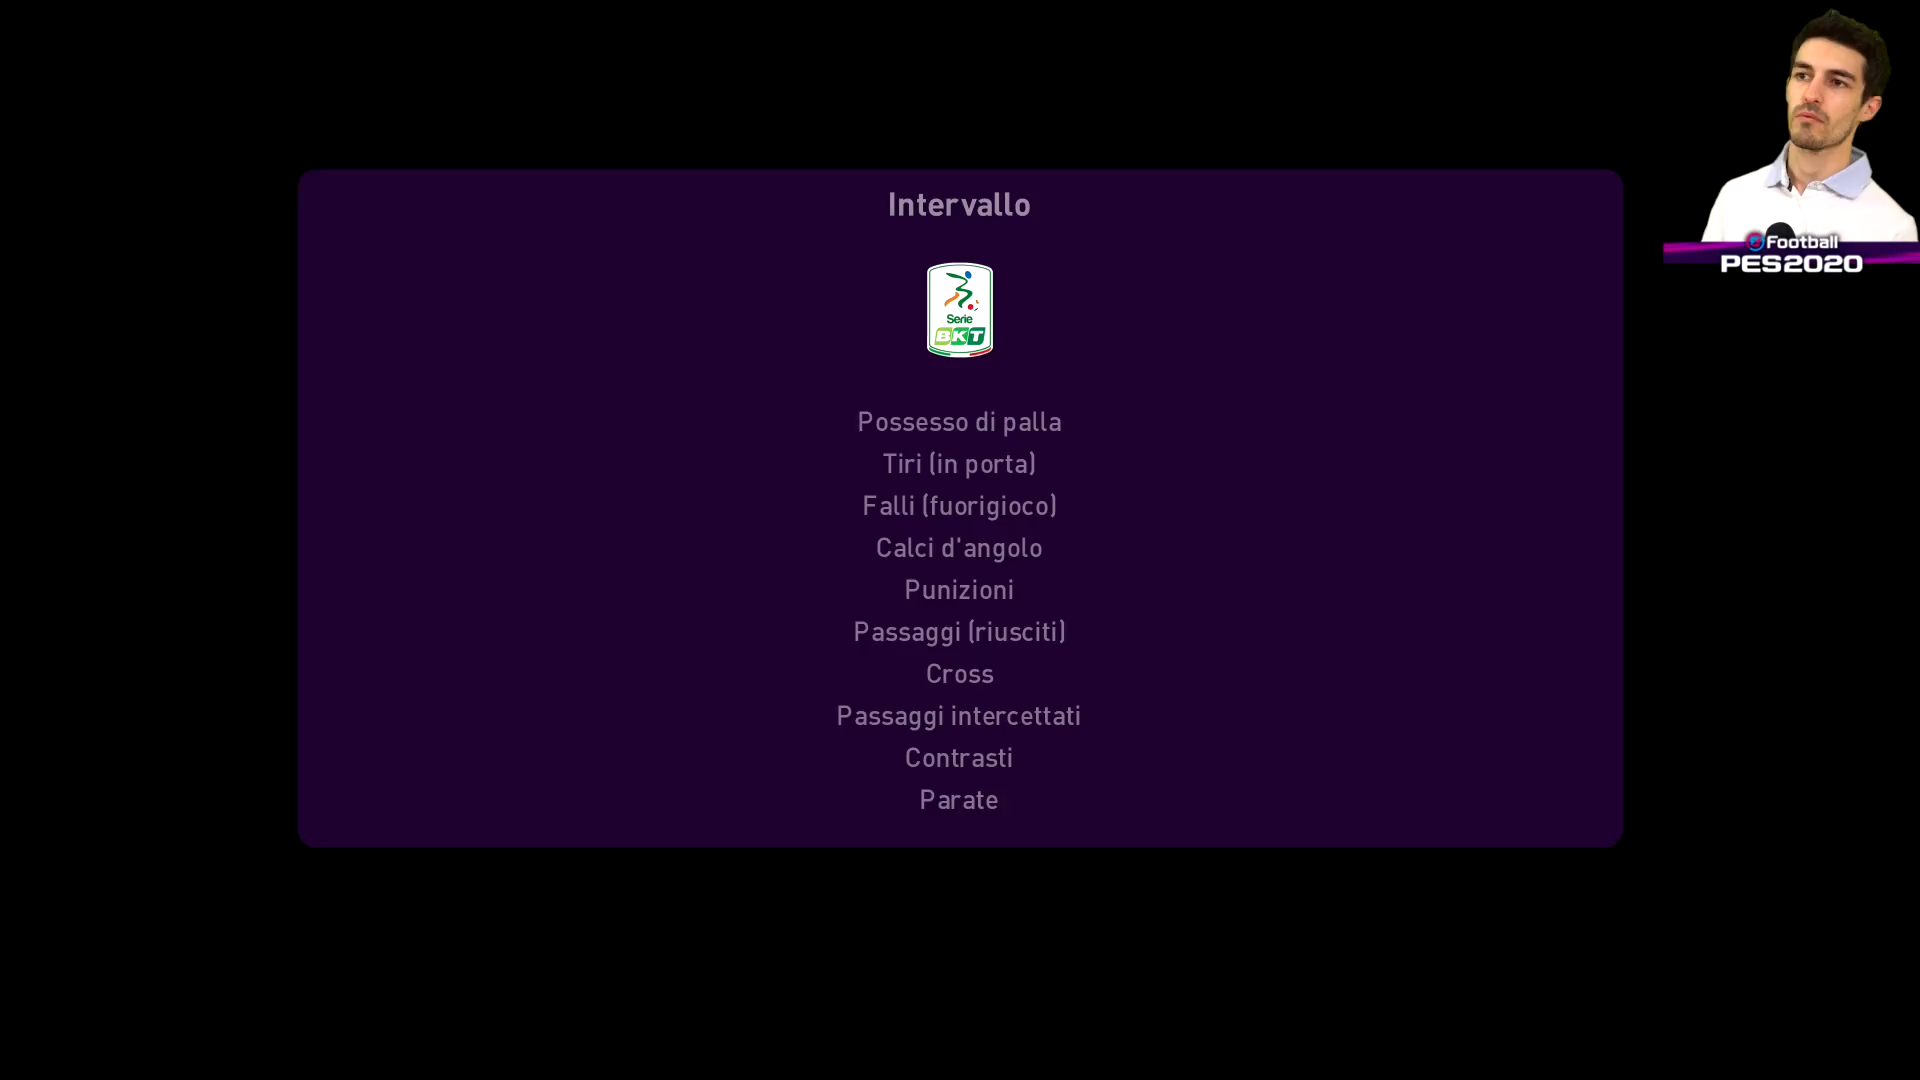 Intervallo
Serie
BKT
Possesso di palla
Tiri (in porta)
Falli (fuorigioco)
Calci d'angolo
Punizioni
Passaggi (riusciti)
Cross
Passaggi intercettati
Contrasti
Parate
eFootball
PES2020